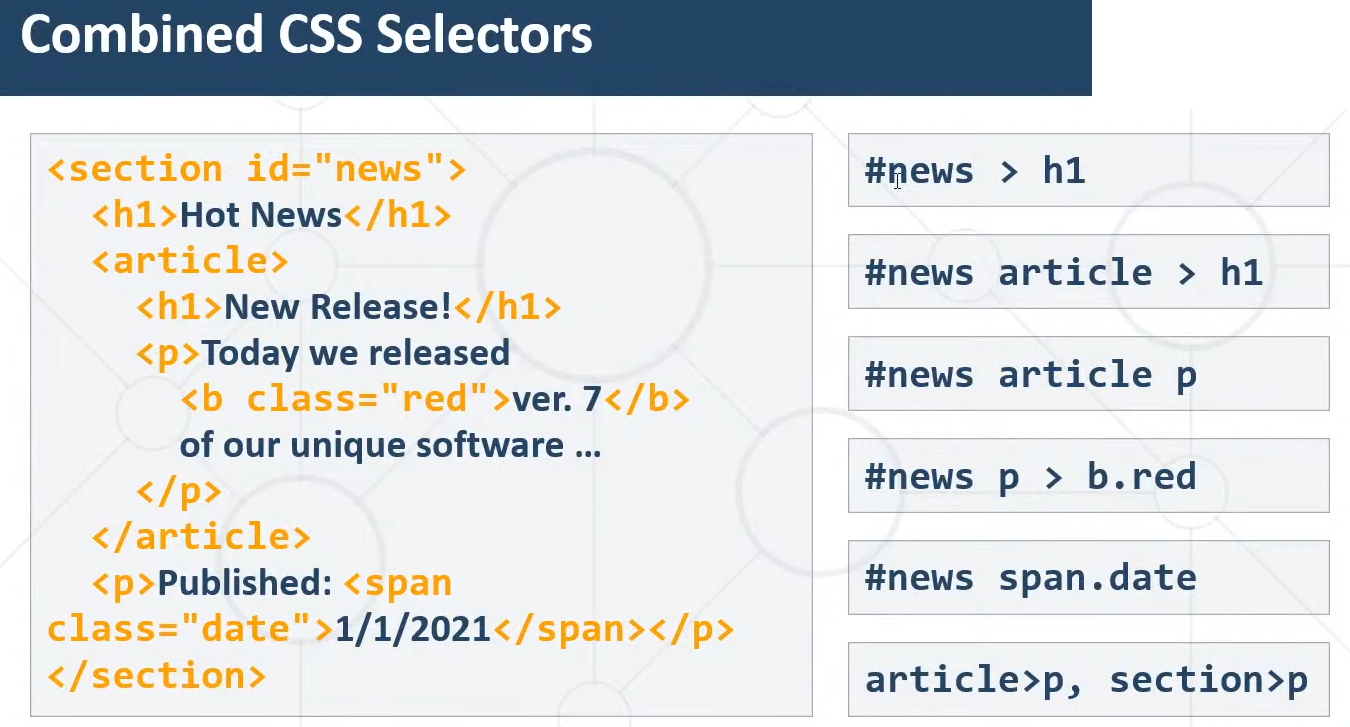 Combined CSS Selectors
<section id="news">
<h1>Hot News</h1>
<article>
<h1>New Release!</h1>
<p>Today we released
<b class="red">ver. 7</b>
of our unique software …
</p>
</article>
<p>Published: <span
class="date">1/1/2021</span></p>
</section>
#news > h1
#news article > h1
#news article p
#news p > b.red
#news span.date
article>p, section>p